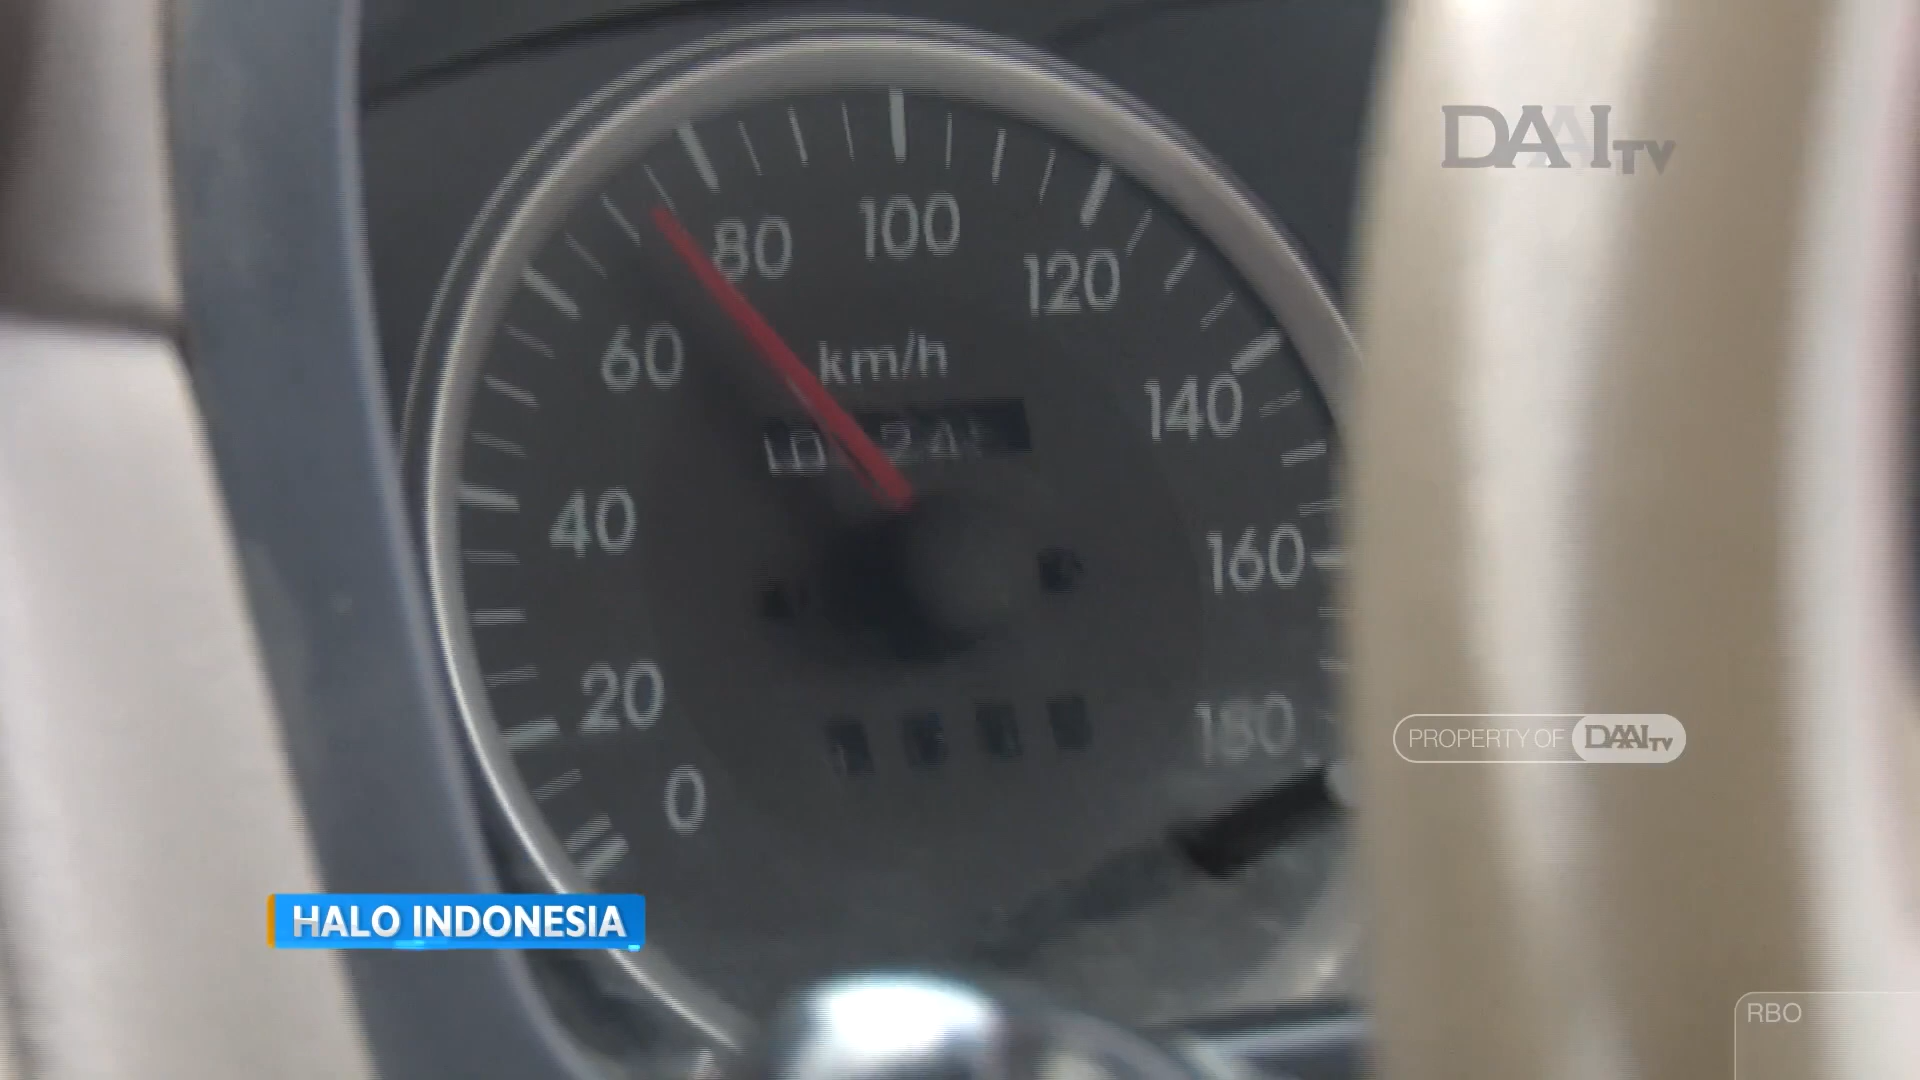 DAAI TV
80
100
120
60
km/h
140
40
160
20
180
0
PROPERTY OF DAAI TV
HALO INDONESIA
RBO